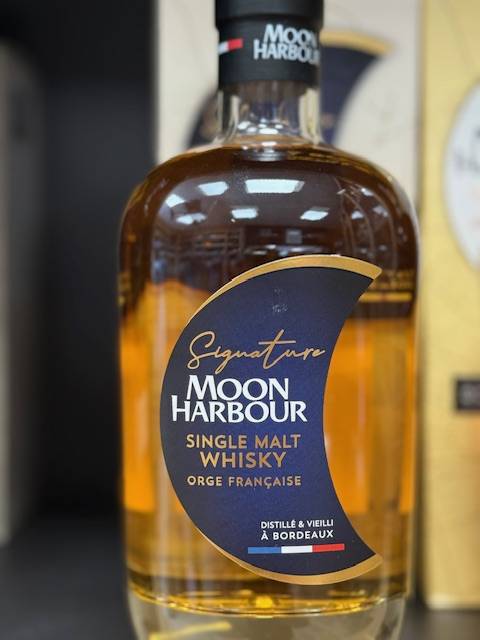 MOON
HARBOUR
Signature
MOON
HARBOUR
SINGLE MALT
WHISKY
ORGE FRANÇAISE
DISTILLÉ & VIEILLI
À BORDEAUX